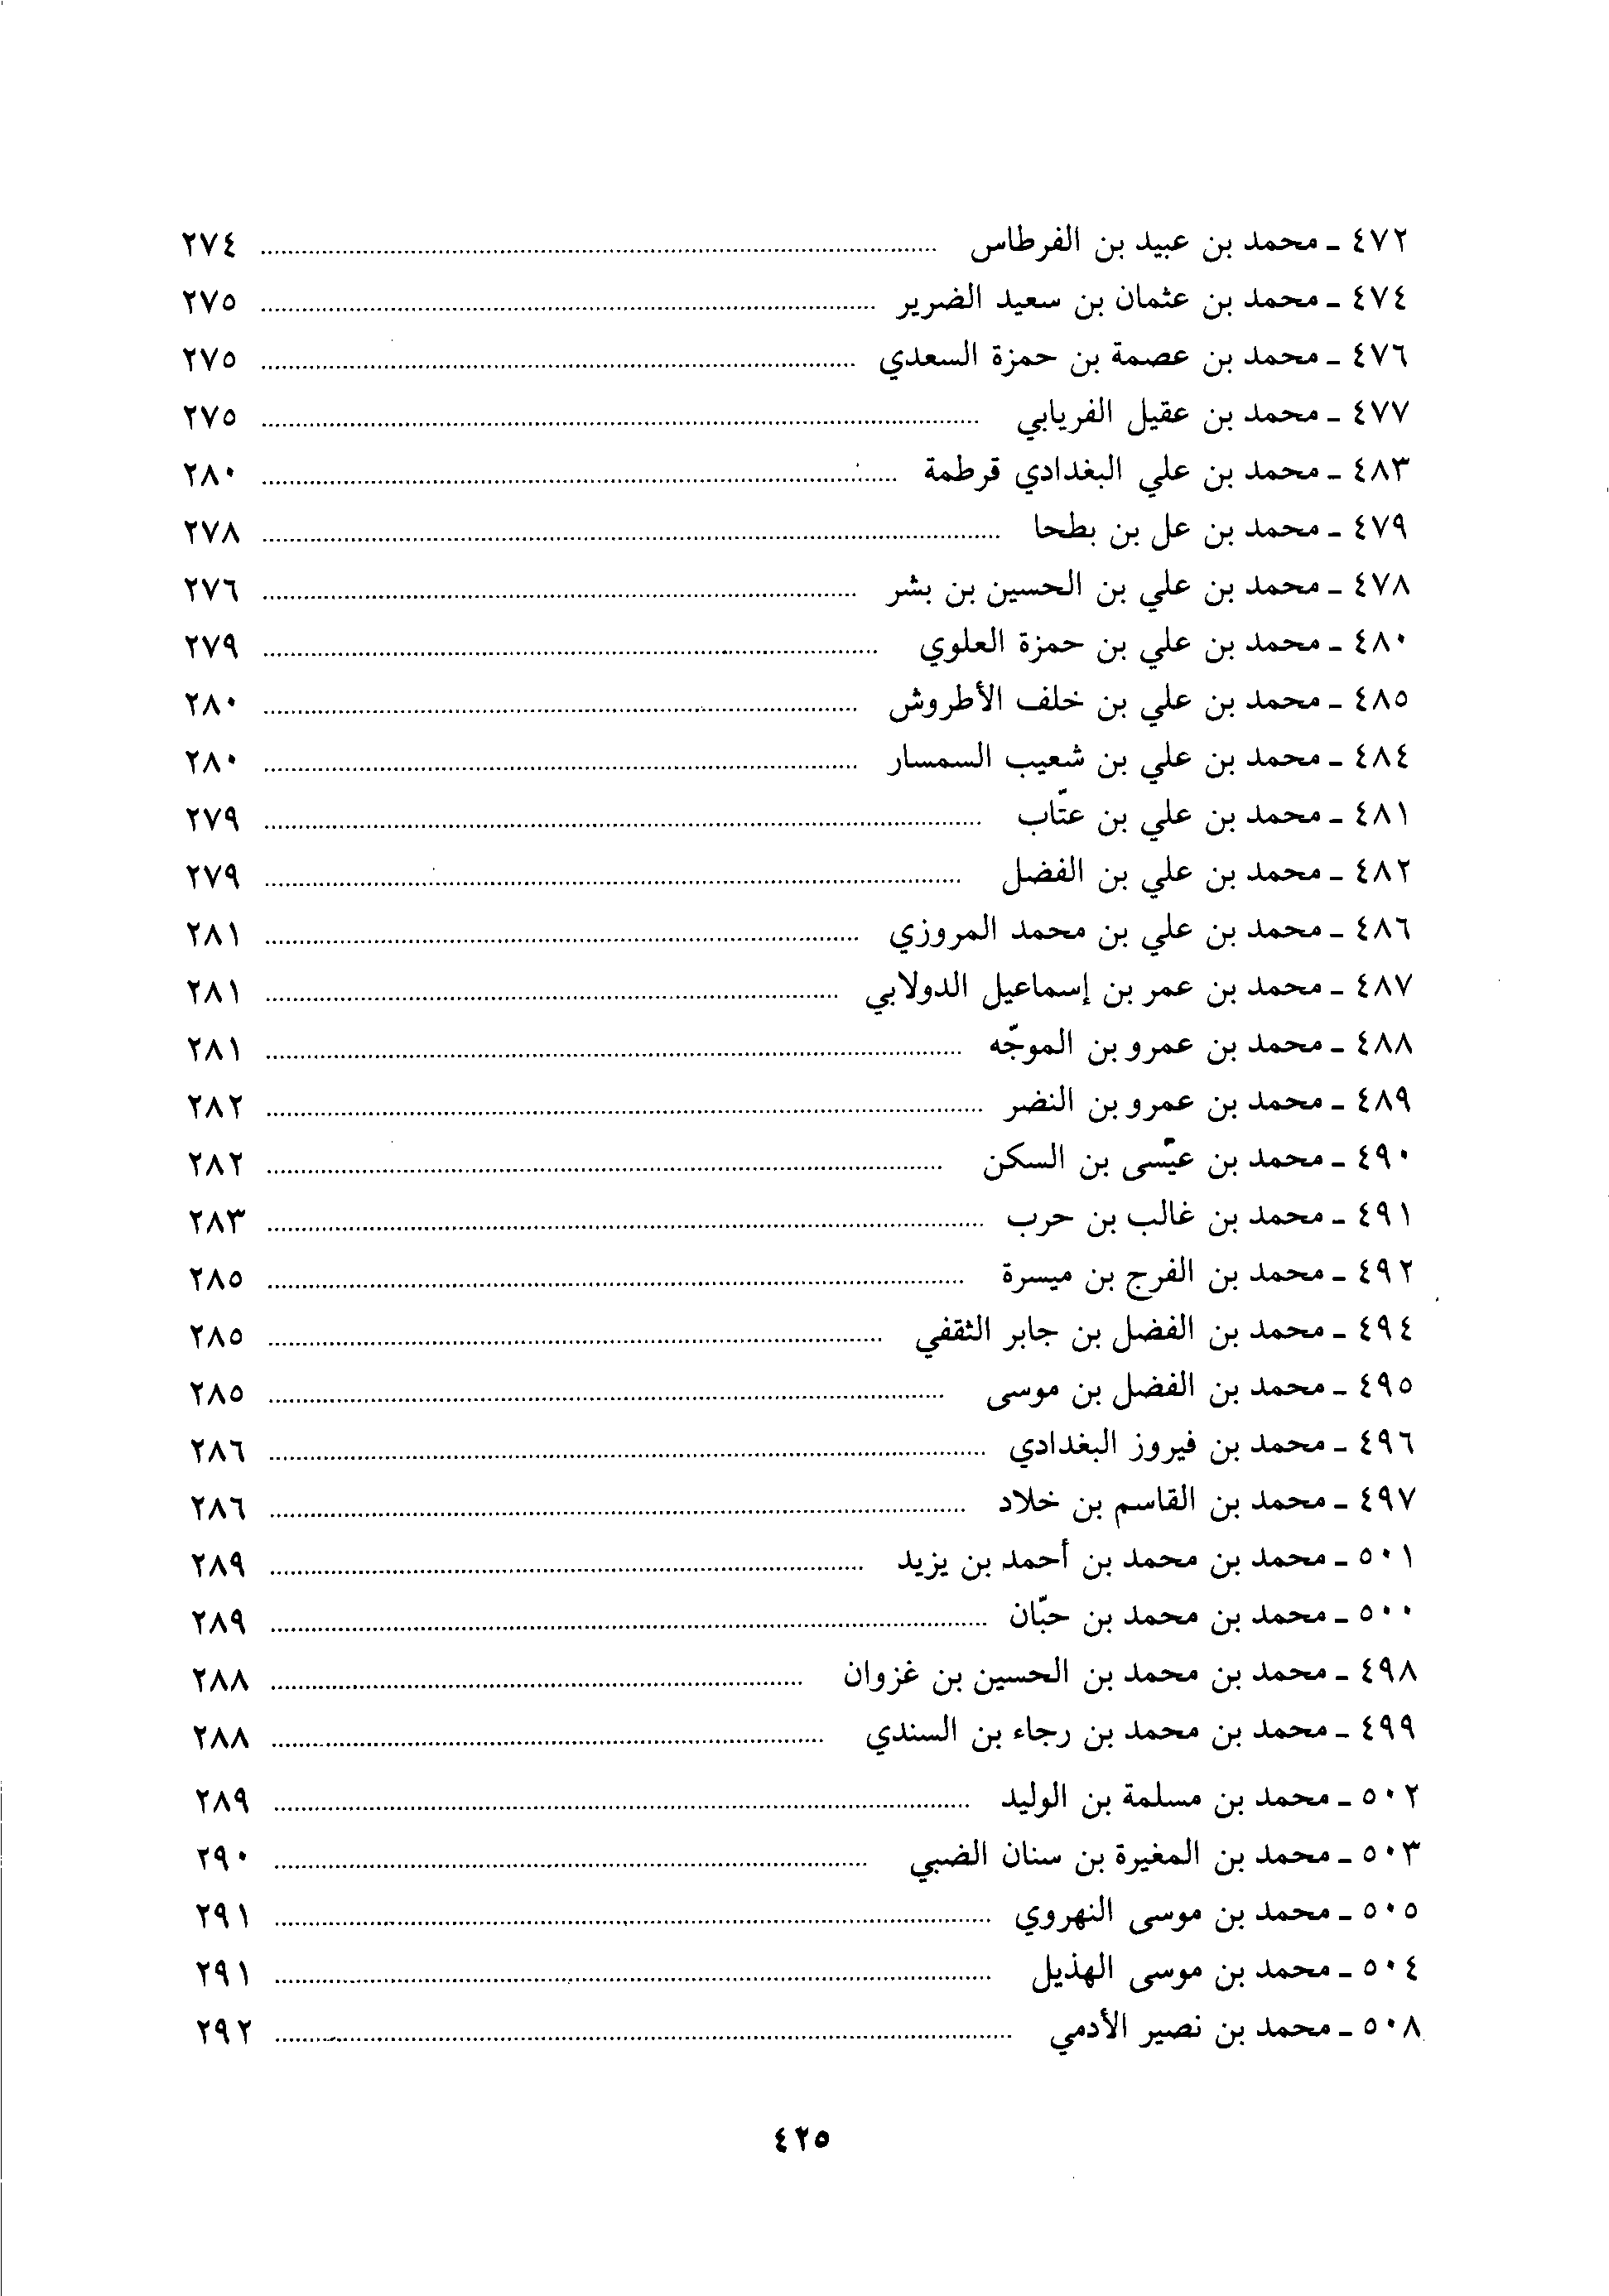 ٤٧٢ ـ محمد بن عبيد بن الفرطاس ........ ٢٧٤
٤٧٤ ـ محمد بن عثمان بن سعيد الضرير ........ ٢٧٥
٤٧٦ ـ محمد بن عصمة بن حمزة السعدي ........ ٢٧٥
٤٧٧ ـ محمد بن عقيل الفريابي ........ ٢٧٥
٤٨٣ ـ محمد بن علي البغدادي قرطمة ........ ٢٨٠
٤٧٩ ـ محمد بن عل بن بطحا ........ ٢٧٨
٤٧٨ ـ محمد بن علي بن الحسين بن بشر ........ ٢٧٦
٤٨٠ ـ محمد بن علي بن حمزة العلوي ........ ٢٧٩
٤٨٥ ـ محمد بن علي بن خلف الأطروش ........ ٢٨٠
٤٨٤ ـ محمد بن علي بن شعيب السمسار ........ ٢٨٠
٤٨١ ـ محمد بن علي بن عتّاب ........ ٢٧٩
٤٨٢ ـ محمد بن علي بن الفضل ........ ٢٧٩
٤٨٦ ـ محمد بن علي بن محمد المروزي ........ ٢٨١
٤٨٧ ـ محمد بن عمر بن إسماعيل الدولابي ........ ٢٨١
٤٨٨ ـ محمد بن عمرو بن الموجّه ........ ٢٨١
٤٨٩ ـ محمد بن عمرو بن النضر ........ ٢٨٢
٤٩٠ ـ محمد بن عيّسى بن السكن ........ ٢٨٢
٤٩١ ـ محمد بن غالب بن حرب ........ ٢٨٣
٤٩٢ ـ محمد بن الفرج بن ميسرة ........ ٢٨٥
٤٩٤ ـ محمد بن الفضل بن جابر الثقفي ........ ٢٨٥
٤٩٥ ـ محمد بن الفضل بن موسى ........ ٢٨٥
٤٩٦ ـ محمد بن فيروز البغدادي ........ ٢٨٦
٤٩٧ ـ محمد بن القاسم بن خلاد ........ ٢٨٦
٥٠١ ـ محمد بن محمد بن أحمد بن يزيد ........ ٢٨٩
٥٠٠ ـ محمد بن محمد بن حبّان ........ ٢٨٩
٤٩٨ ـ محمد بن محمد بن الحسين بن غزوان ........ ٢٨٨
٤٩٩ ـ محمد بن محمد بن رجاء بن السندي ........ ٢٨٨
٥٠٢ ـ محمد بن مسلمة بن الوليد ........ ٢٨٩
٥٠٣ ـ محمد بن المغيرة بن سنان الضبي ........ ٢٩٠
٥٠٥ ـ محمد بن موسى النهروي ........ ٢٩١
٥٠٤ ـ محمد بن موسى الهذيل ........ ٢٩١
٥٠٨ ـ محمد بن نصير الأدمي ........ ٢٩٢
٤٢٥